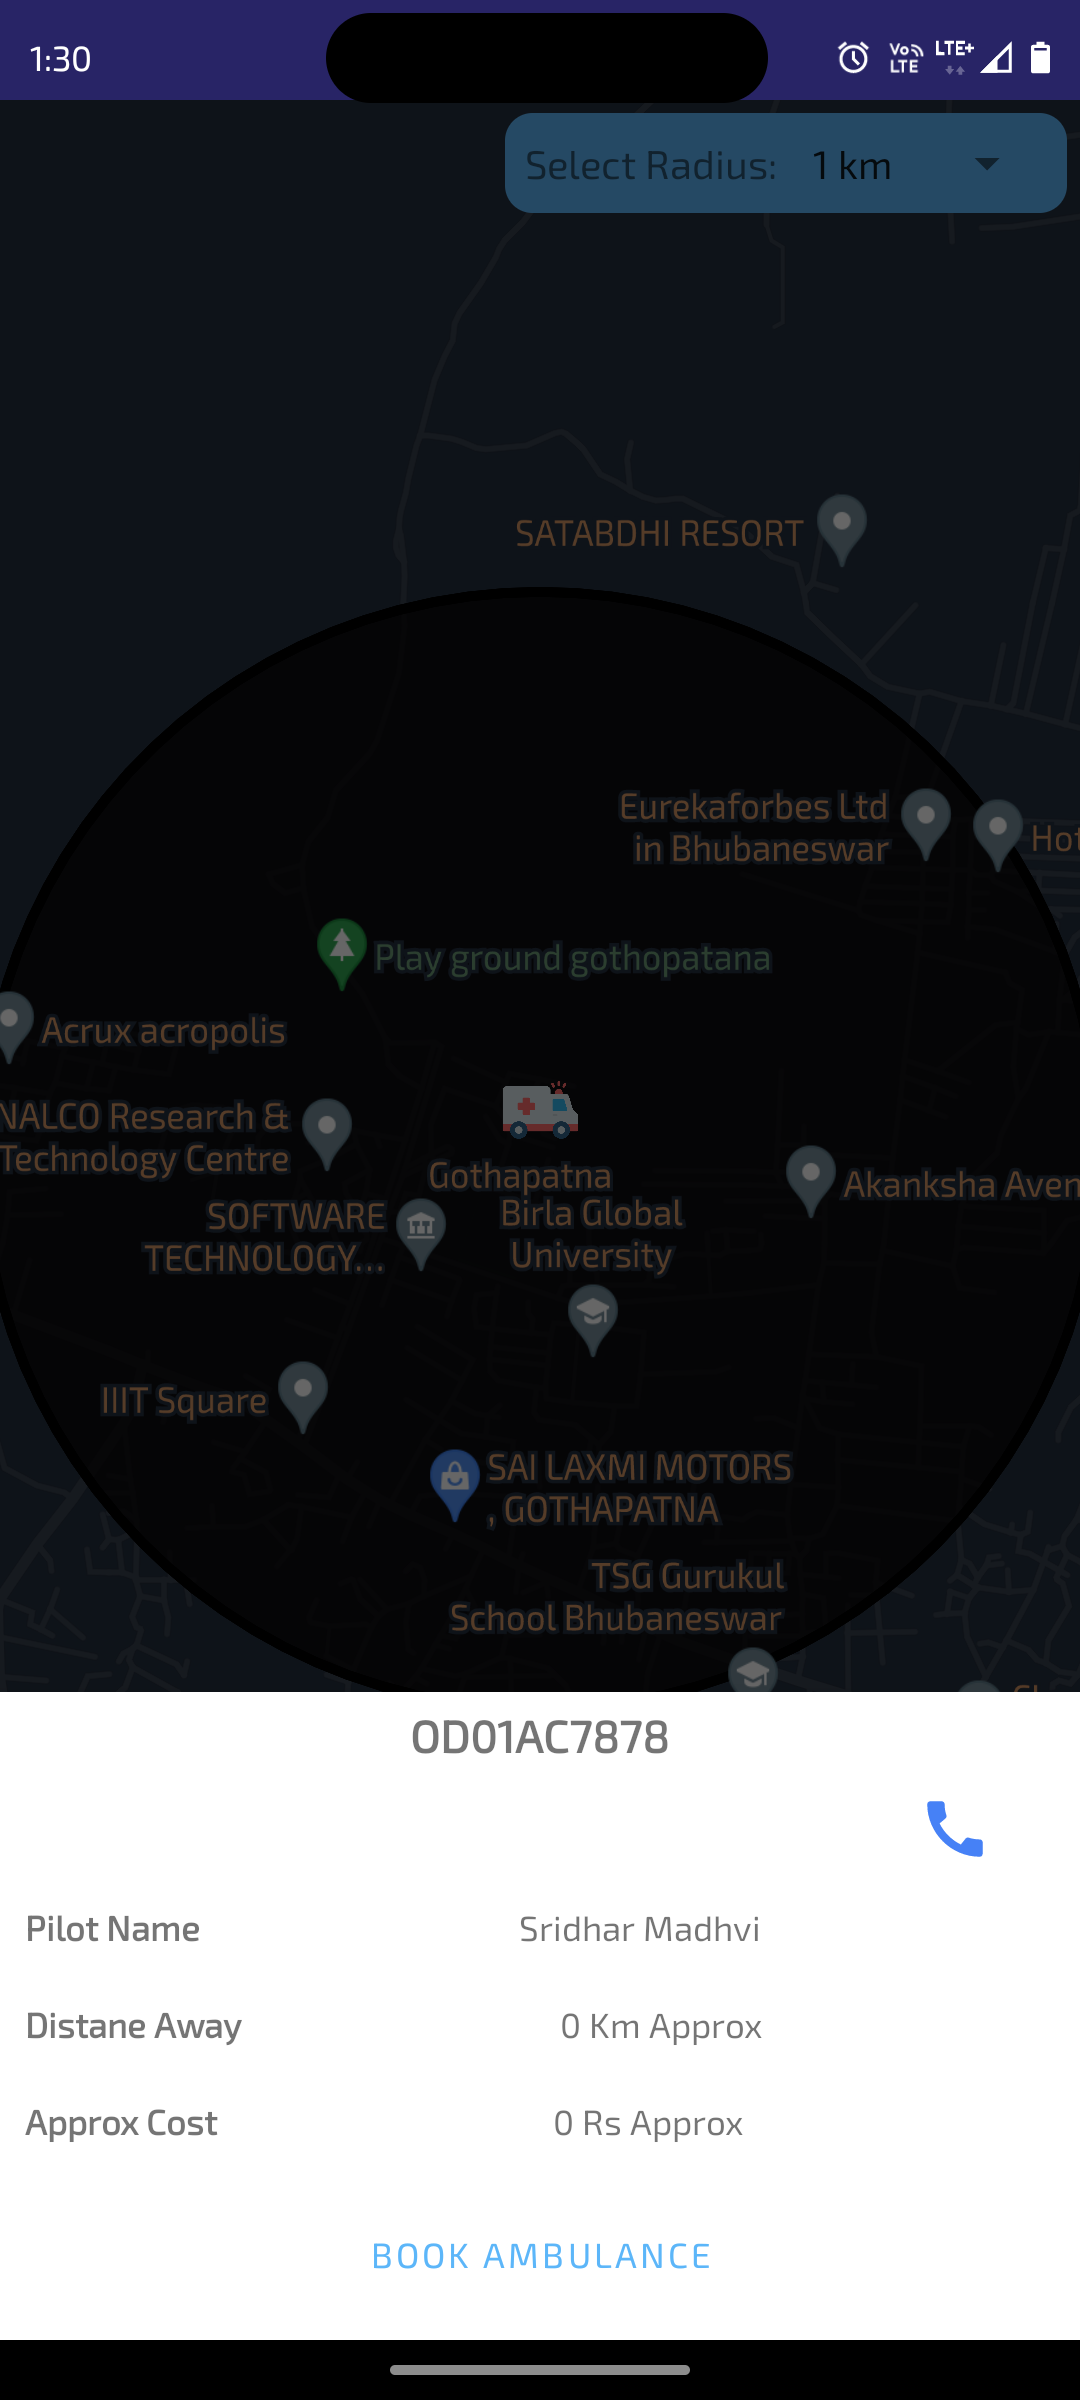 1:30
Vo LTE
LTE+
Select Radius: 1 km
SATABDHI RESORT
Eurekaforbes Ltd
in Bhubaneswar
Hot
Play ground gothopatana
Acrux acropolis
NALCO Research &
Technology Centre
Gothapatna
Akanksha Aven
SOFTWARE
TECHNOLOGY...
Birla Global
University
IIIT Square
SAI LAXMI MOTORS
, GOTHAPATNA
TSG Gurukul
School Bhubaneswar
OD01AC7878
Pilot Name Sridhar Madhvi
Distane Away 0 Km Approx
Approx Cost 0 Rs Approx
BOOK AMBULANCE